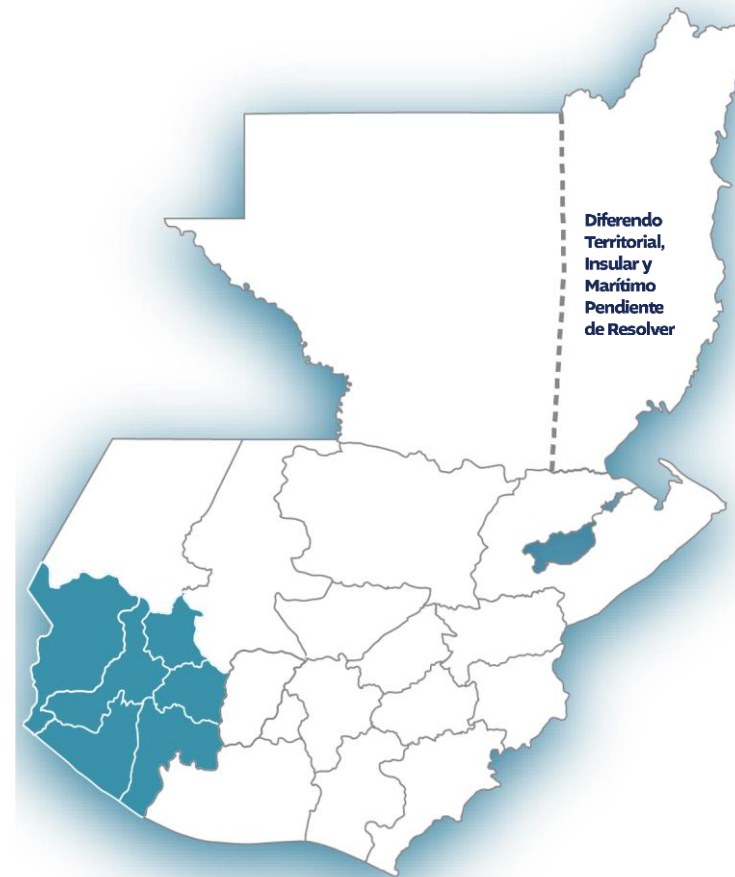 Diferendo
Territorial,
Insular y
Marítimo
Pendiente
de Resolver